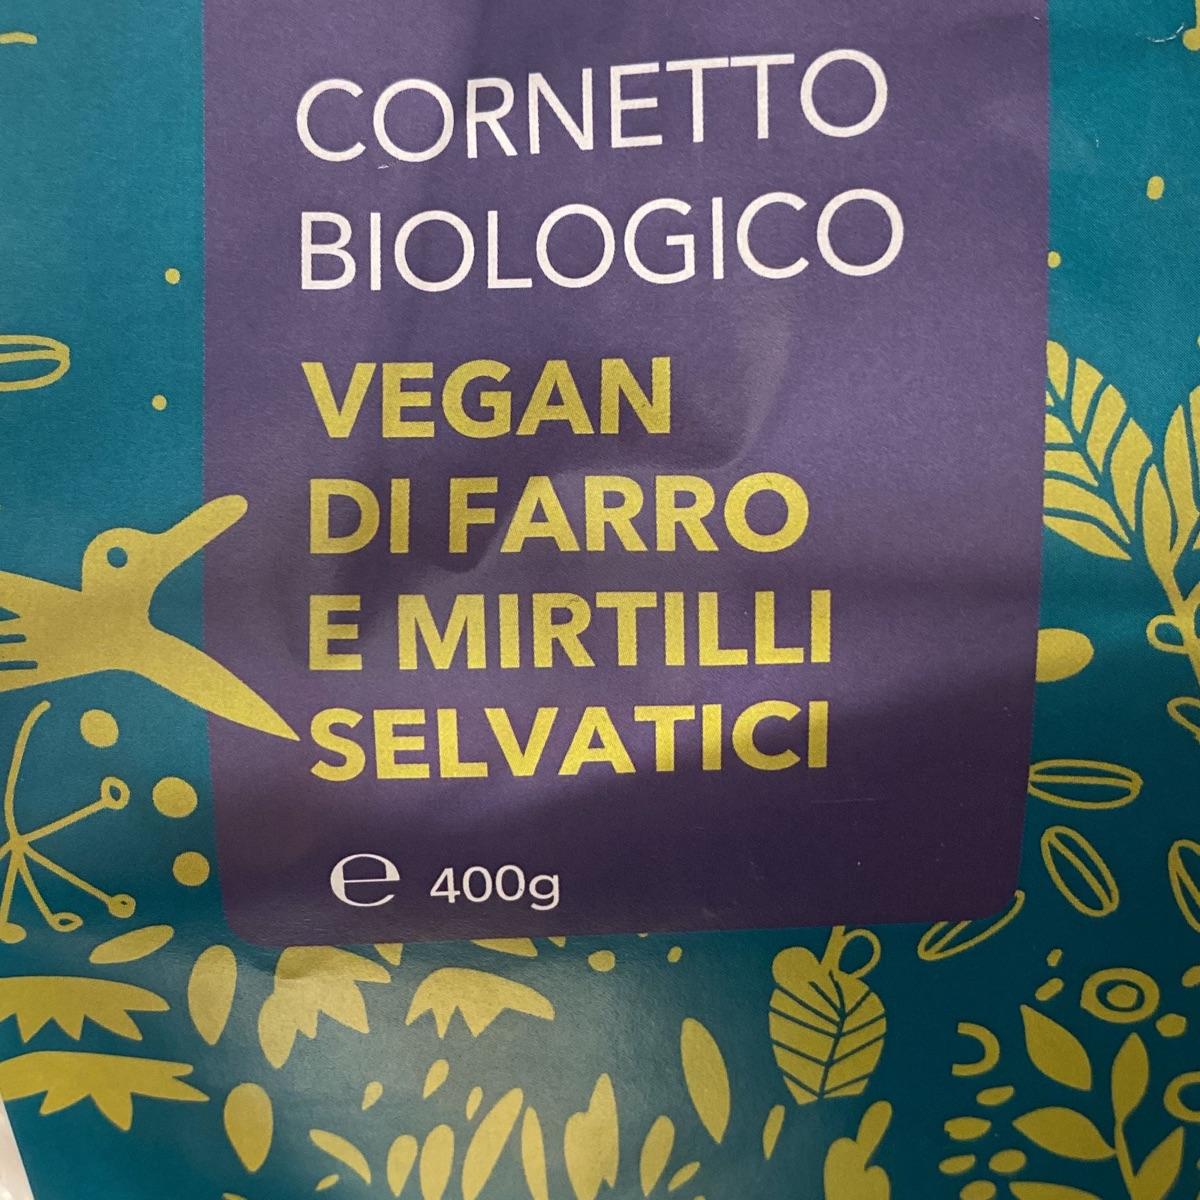 CORNETTO
BIOLOGICO
VEGAN
DI FARRO
E MIRTILLI
SELVATICI
℮ 400g